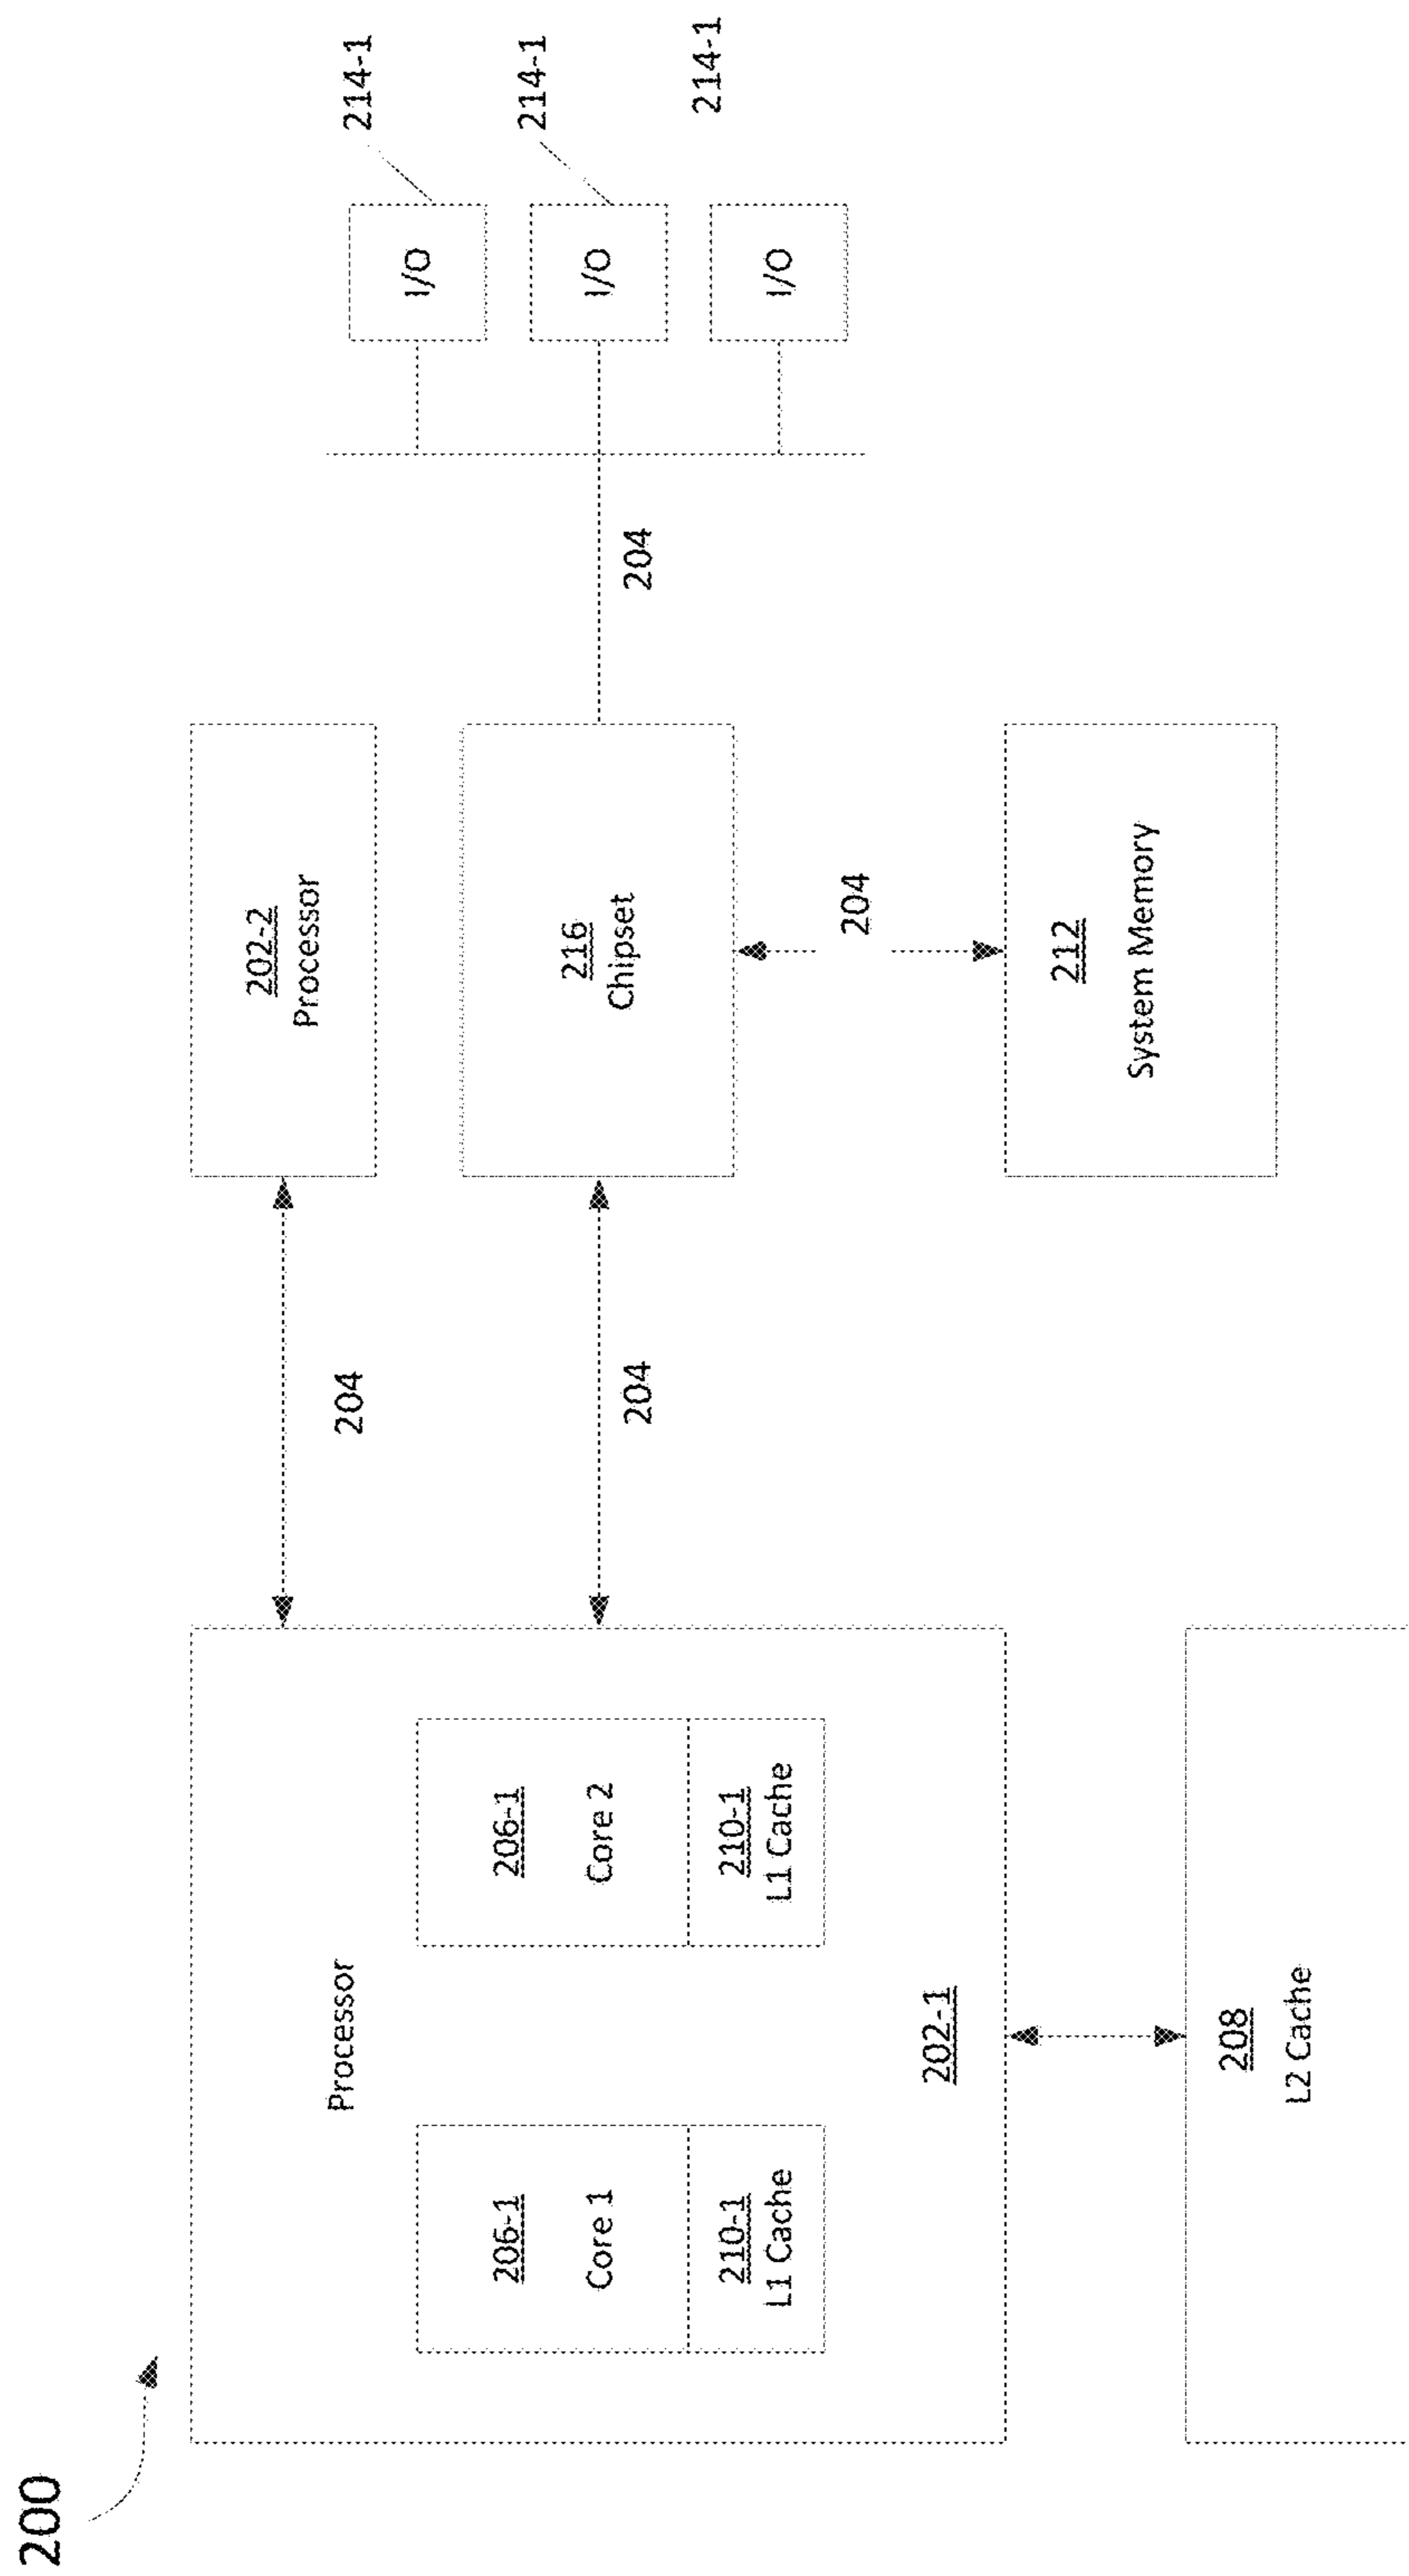 200
Processor
206-1
Core 1
210-1
L1 Cache
206-1
Core 2
210-1
L1 Cache
202-1
208
L2 Cache
204
204
202-2
Processor
216
Chipset
204
212
System Memory
204
I/O
214-1
I/O
214-1
I/O
214-1